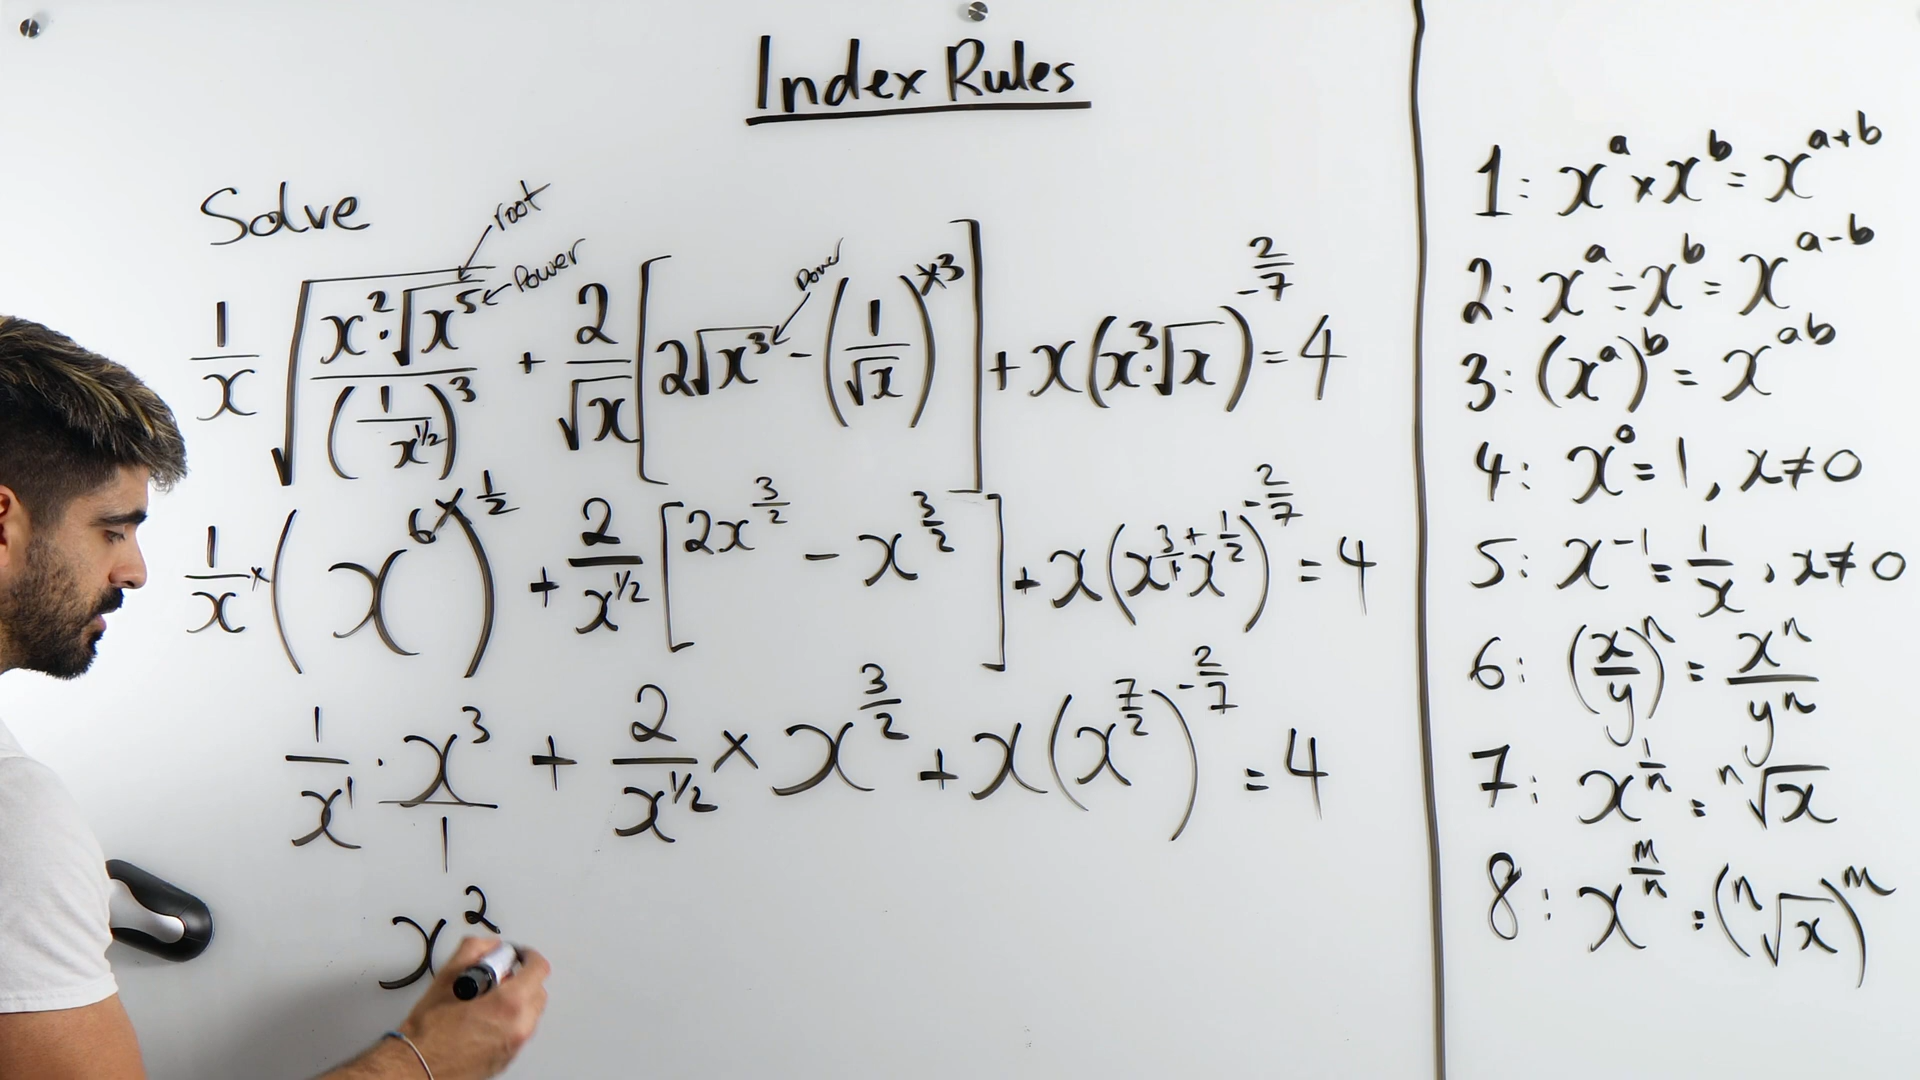 Index Rules
Solve
root
Power
Power
1/x √(x²·√x⁵ / (1/x^1/2)³) + 2/√x [2√x³ - (1/√x)^×3] + x(x³·√x)^-2/7 = 4
1/x × (x⁶)^×1/2 + 2/x^1/2 [2x^3/2 - x^3/2] + x(x^3/1 + x^1/2)^-2/7 = 4
1/x¹ · x³/1 + 2/x^1/2 × x^3/2 + x(x^7/2)^-2/7 = 4
x²
1: x^a × x^b = x^a+b
2: x^a ÷ x^b = x^a-b
3: (x^a)^b = x^ab
4: x⁰ = 1, x ≠ 0
5: x⁻¹ = 1/x, x ≠ 0
6: (x/y)^n = x^n/y^n
7: x^1/n = ⁿ√x
8: x^m/n = (ⁿ√x)^m